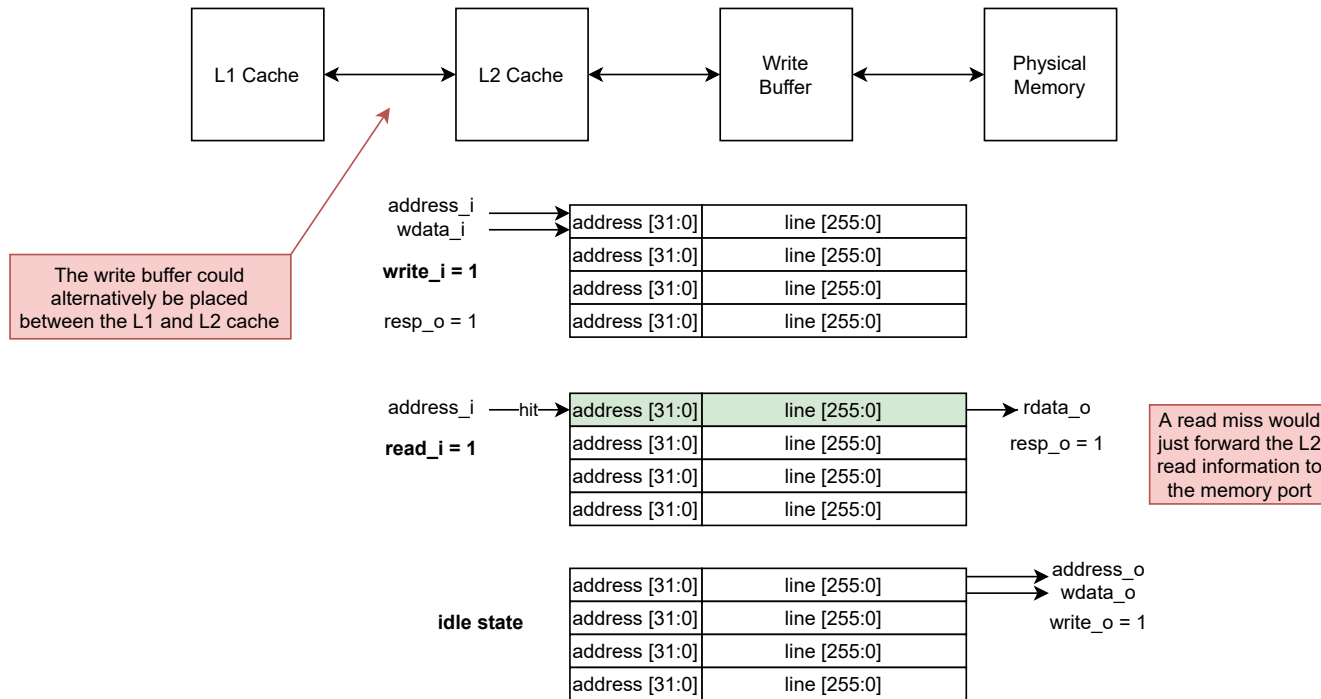 L1 Cache
L2 Cache
Write
Buffer
Physical
Memory
The write buffer could
alternatively be placed
between the L1 and L2 cache
address_i
wdata_i
write_i = 1
resp_o = 1
address [31:0] line [255:0]
address [31:0] line [255:0]
address [31:0] line [255:0]
address [31:0] line [255:0]
address_i
hit
read_i = 1
address [31:0] line [255:0]
address [31:0] line [255:0]
address [31:0] line [255:0]
address [31:0] line [255:0]
rdata_o
resp_o = 1
A read miss would
just forward the L2
read information to
the memory port
idle state
address [31:0] line [255:0]
address [31:0] line [255:0]
address [31:0] line [255:0]
address [31:0] line [255:0]
address_o
wdata_o
write_o = 1